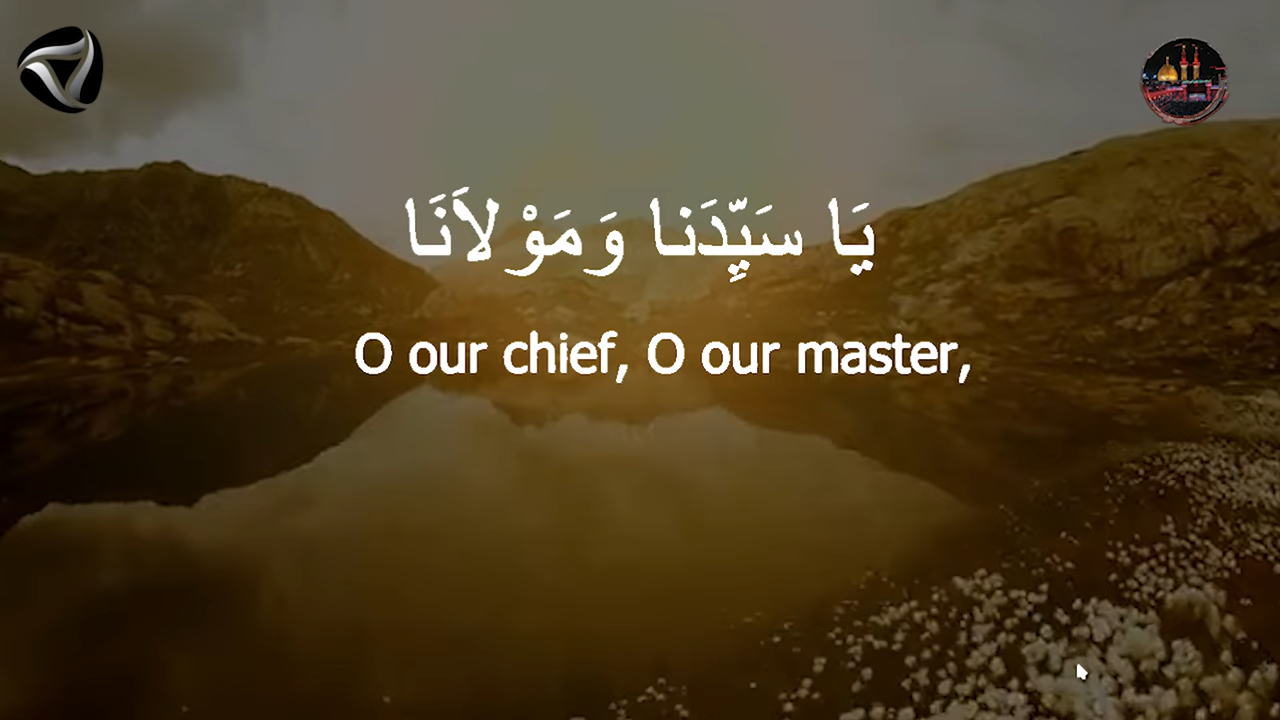 يَا سَيِّدَنا وَمَوْلاَنَا
O our chief, O our master,